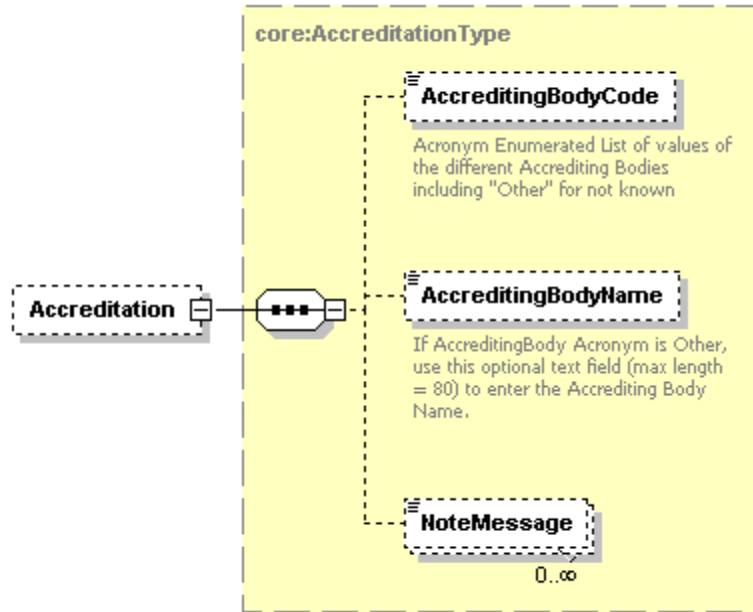 core:AccreditationType
AccreditingBodyCode
Acronym Enumerated List of values of
the different Accrediting Bodies
including "Other" for not known
Accreditation
AccreditingBodyName
If AccreditingBody Acronym is Other,
use this optional text field (max length
= 80) to enter the Accrediting Body
Name.
NoteMessage
0..∞